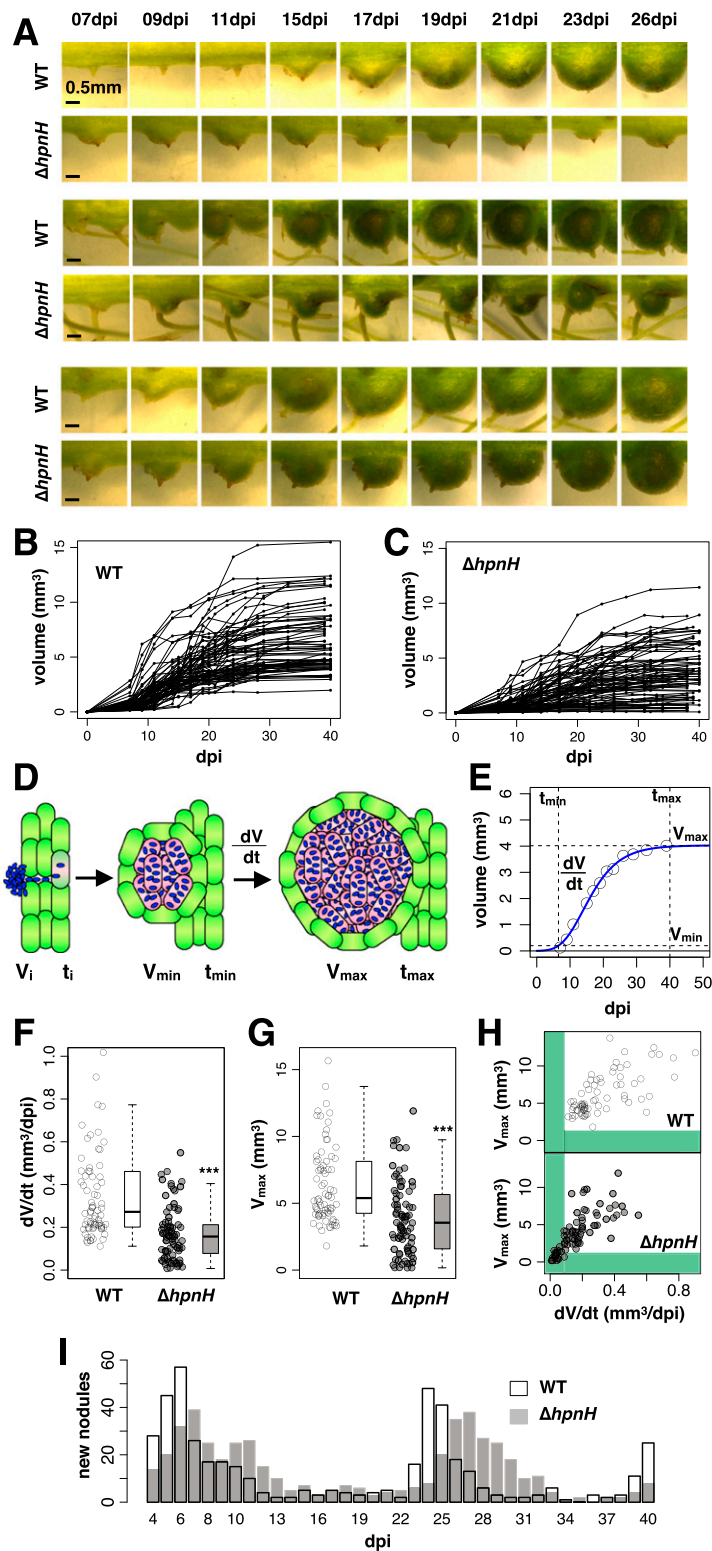 A
07dpi 09dpi 11dpi 15dpi 17dpi 19dpi 21dpi 23dpi 26dpi
WT
0.5mm
ΔhpnH
WT
ΔhpnH
WT
ΔhpnH
B
WT
volume (mm³)
0 5 10 15
0 10 20 30 40
dpi
C
ΔhpnH
volume (mm³)
0 5 10 15
0 10 20 30 40
dpi
D
dV
dt
Vi ti
Vmin tmin
Vmax tmax
E
tmin
tmax
Vmax
dV
dt
Vmin
volume (mm³)
0 1 2 3 4 5 6
0 10 20 30 40 50
dpi
F
dV/dt (mm³/dpi)
0.0 0.2 0.4 0.6 0.8 1.0
***
WT ΔhpnH
G
Vmax (mm³)
0 5 10 15
***
WT ΔhpnH
H
Vmax (mm³)
0 5 10
WT
Vmax (mm³)
0 5 10
ΔhpnH
0.0 0.4 0.8
dV/dt (mm³/dpi)
I
new nodules
0 20 40 60
WT
ΔhpnH
4 6 8 10 13 16 19 22 25 28 31 34 37 40
dpi